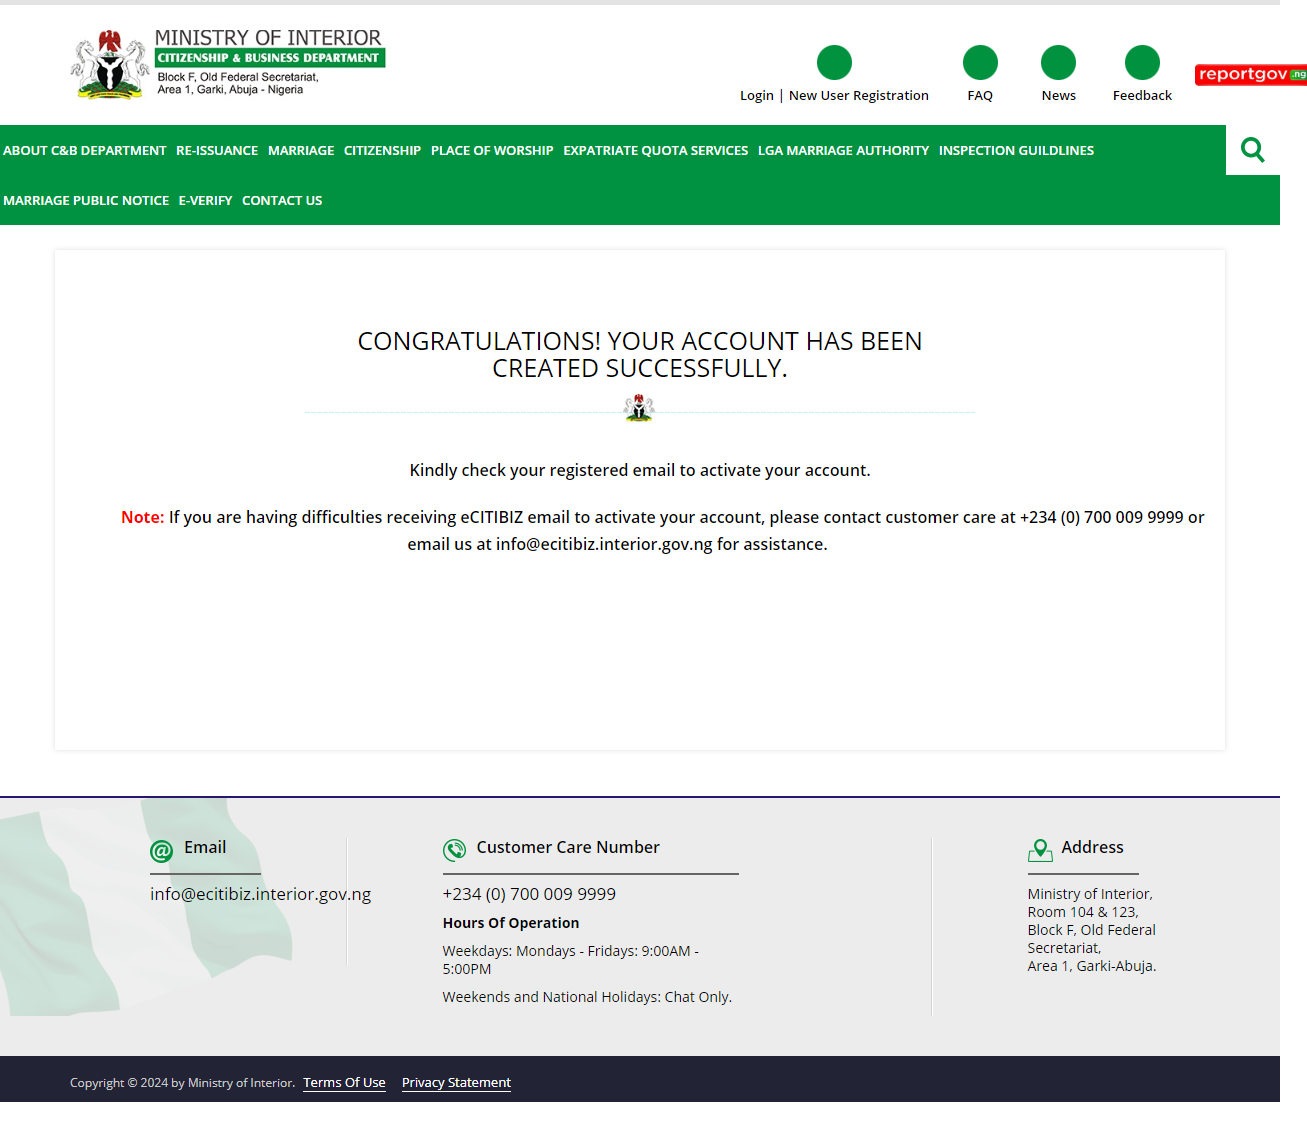 MINISTRY OF INTERIOR
CITIZENSHIP & BUSINESS DEPARTMENT
Block F, Old Federal Secretariat,
Area 1, Garki, Abuja - Nigeria
Login | New User Registration
FAQ
News
Feedback
reportgov.ng
ABOUT C&B DEPARTMENT RE-ISSUANCE MARRIAGE CITIZENSHIP PLACE OF WORSHIP EXPATRIATE QUOTA SERVICES LGA MARRIAGE AUTHORITY INSPECTION GUILDLINES
MARRIAGE PUBLIC NOTICE E-VERIFY CONTACT US
CONGRATULATIONS! YOUR ACCOUNT HAS BEEN
CREATED SUCCESSFULLY.
Kindly check your registered email to activate your account.
Note: If you are having difficulties receiving eCITIBIZ email to activate your account, please contact customer care at +234 (0) 700 009 9999 or
email us at info@ecitibiz.interior.gov.ng for assistance.
Email
info@ecitibiz.interior.gov.ng
Customer Care Number
+234 (0) 700 009 9999
Hours Of Operation
Weekdays: Mondays - Fridays: 9:00AM -
5:00PM
Weekends and National Holidays: Chat Only.
Address
Ministry of Interior,
Room 104 & 123,
Block F, Old Federal
Secretariat,
Area 1, Garki-Abuja.
Copyright © 2024 by Ministry of Interior. Terms Of Use Privacy Statement